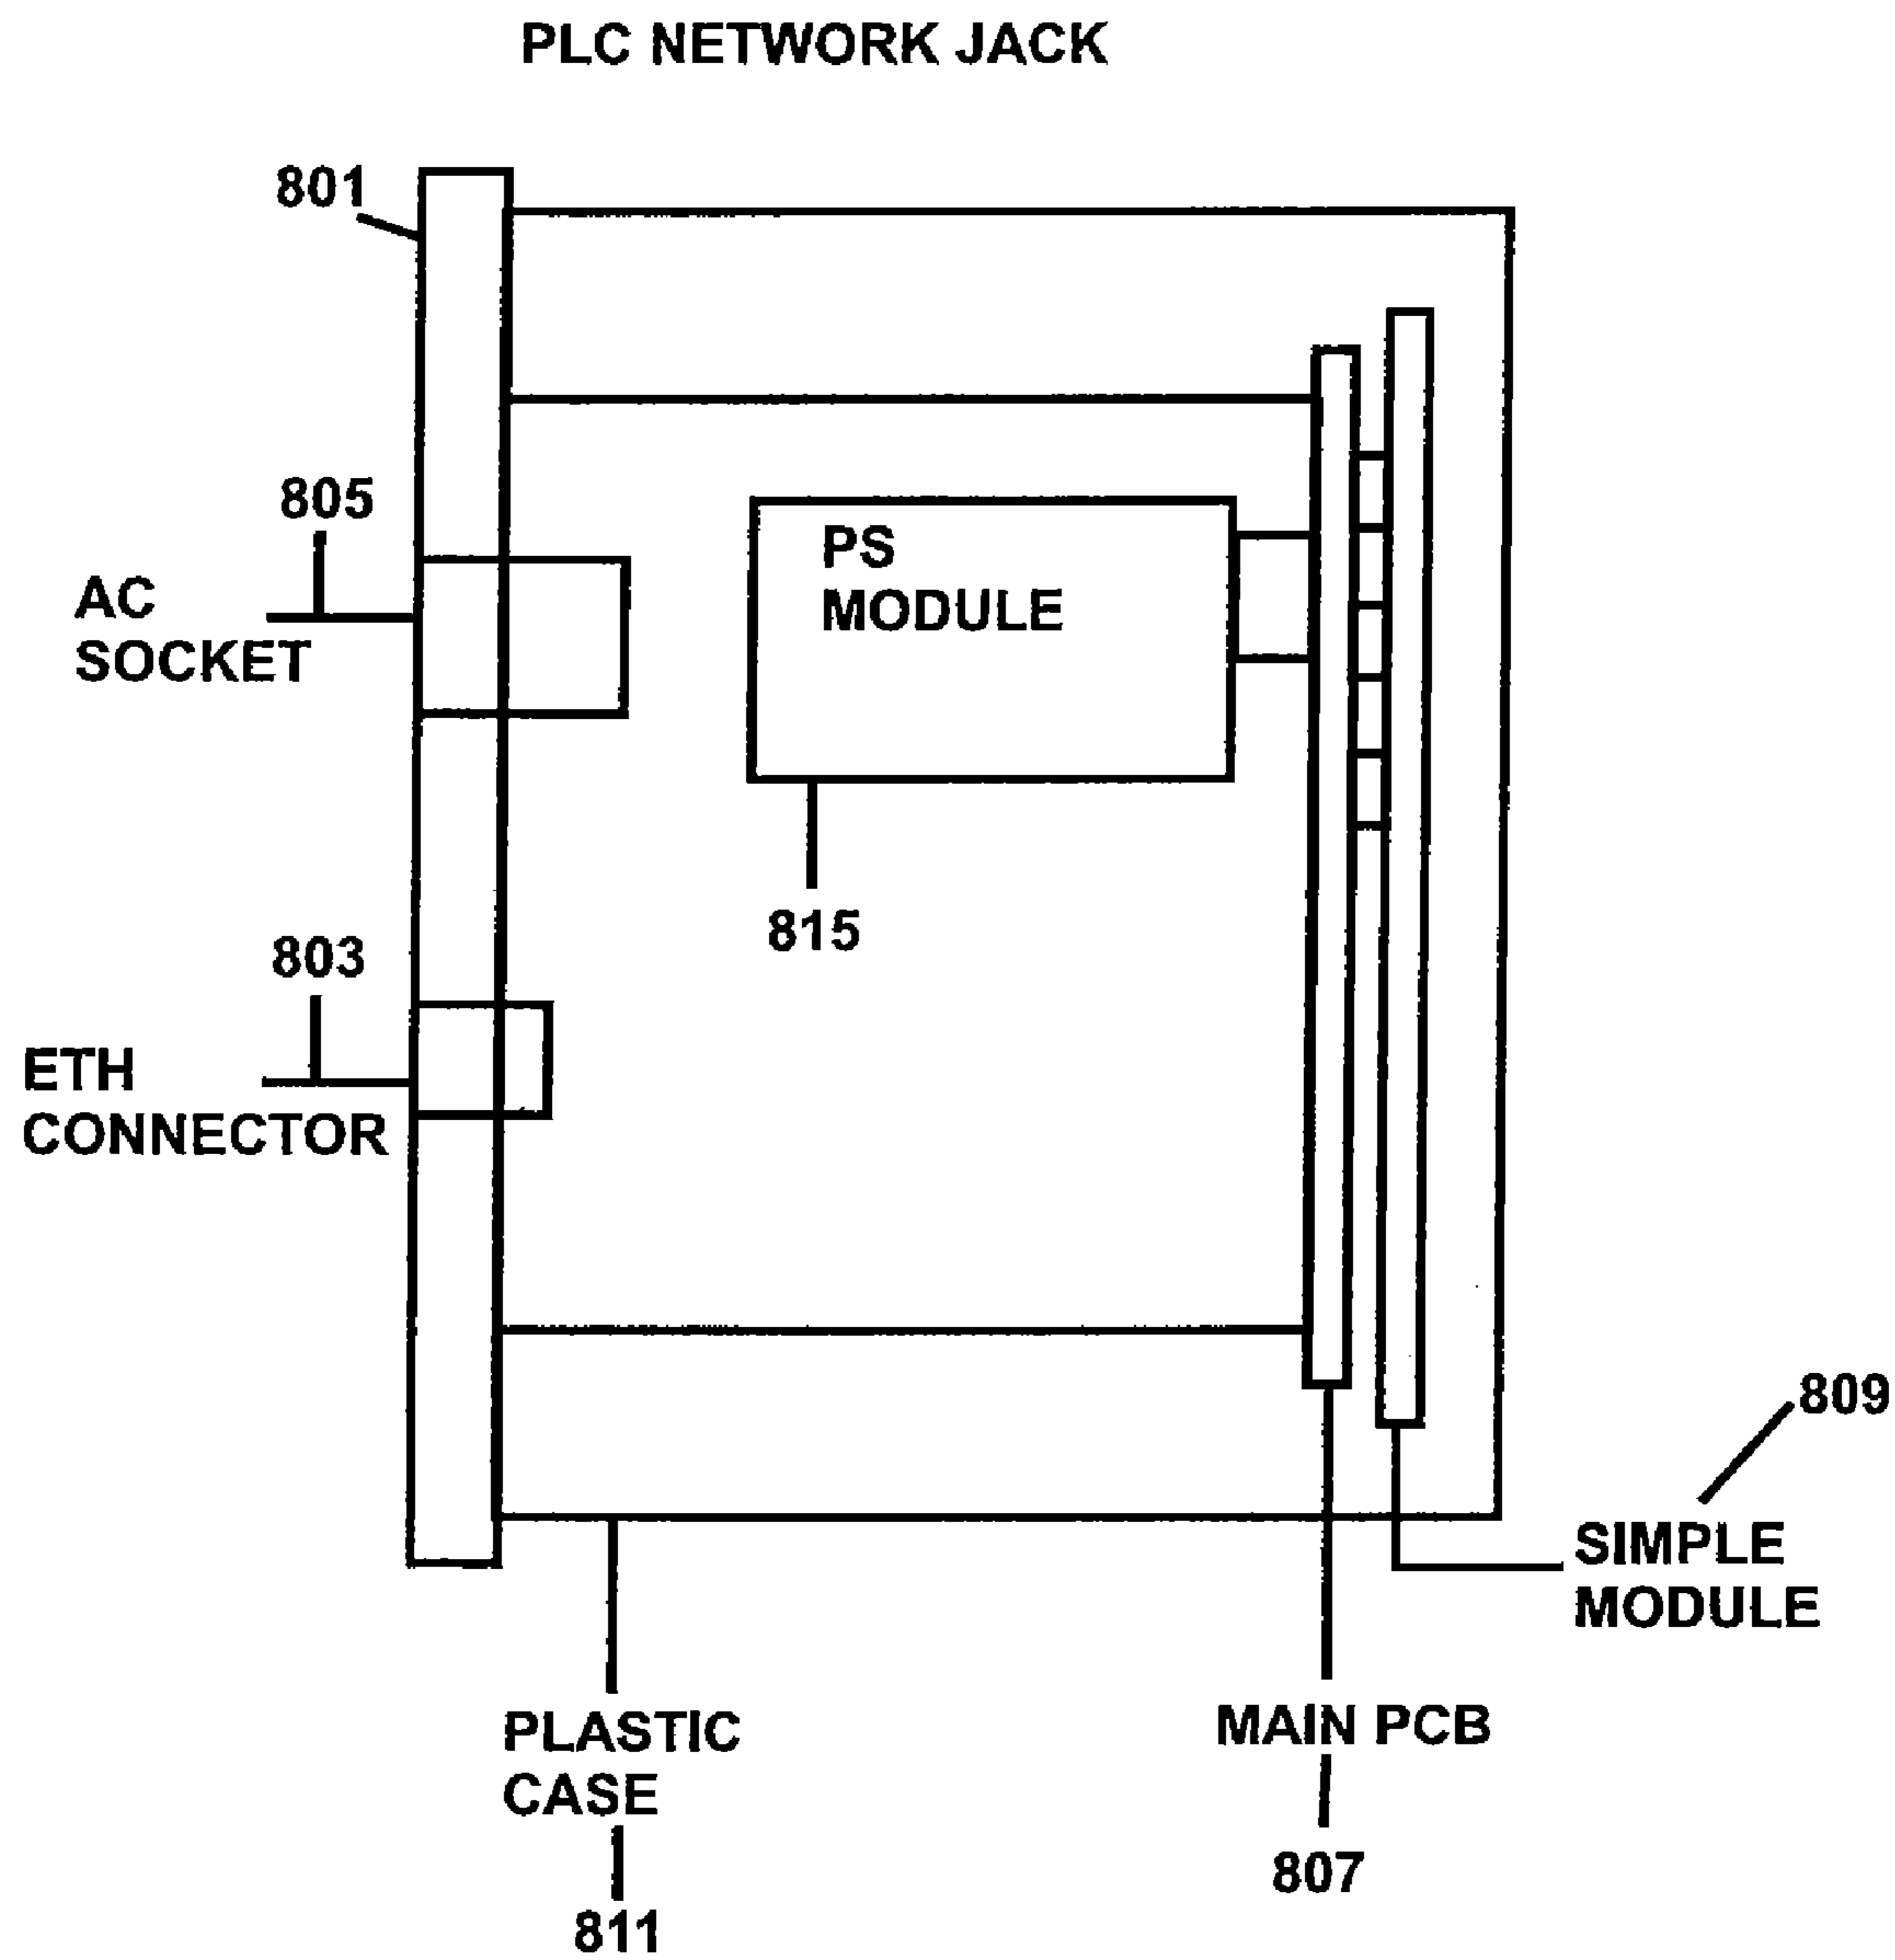 PLC NETWORK JACK
801
805
AC
SOCKET
PS
MODULE
815
803
ETH
CONNECTOR
809
SIMPLE
MODULE
PLASTIC
CASE
811
MAIN PCB
807